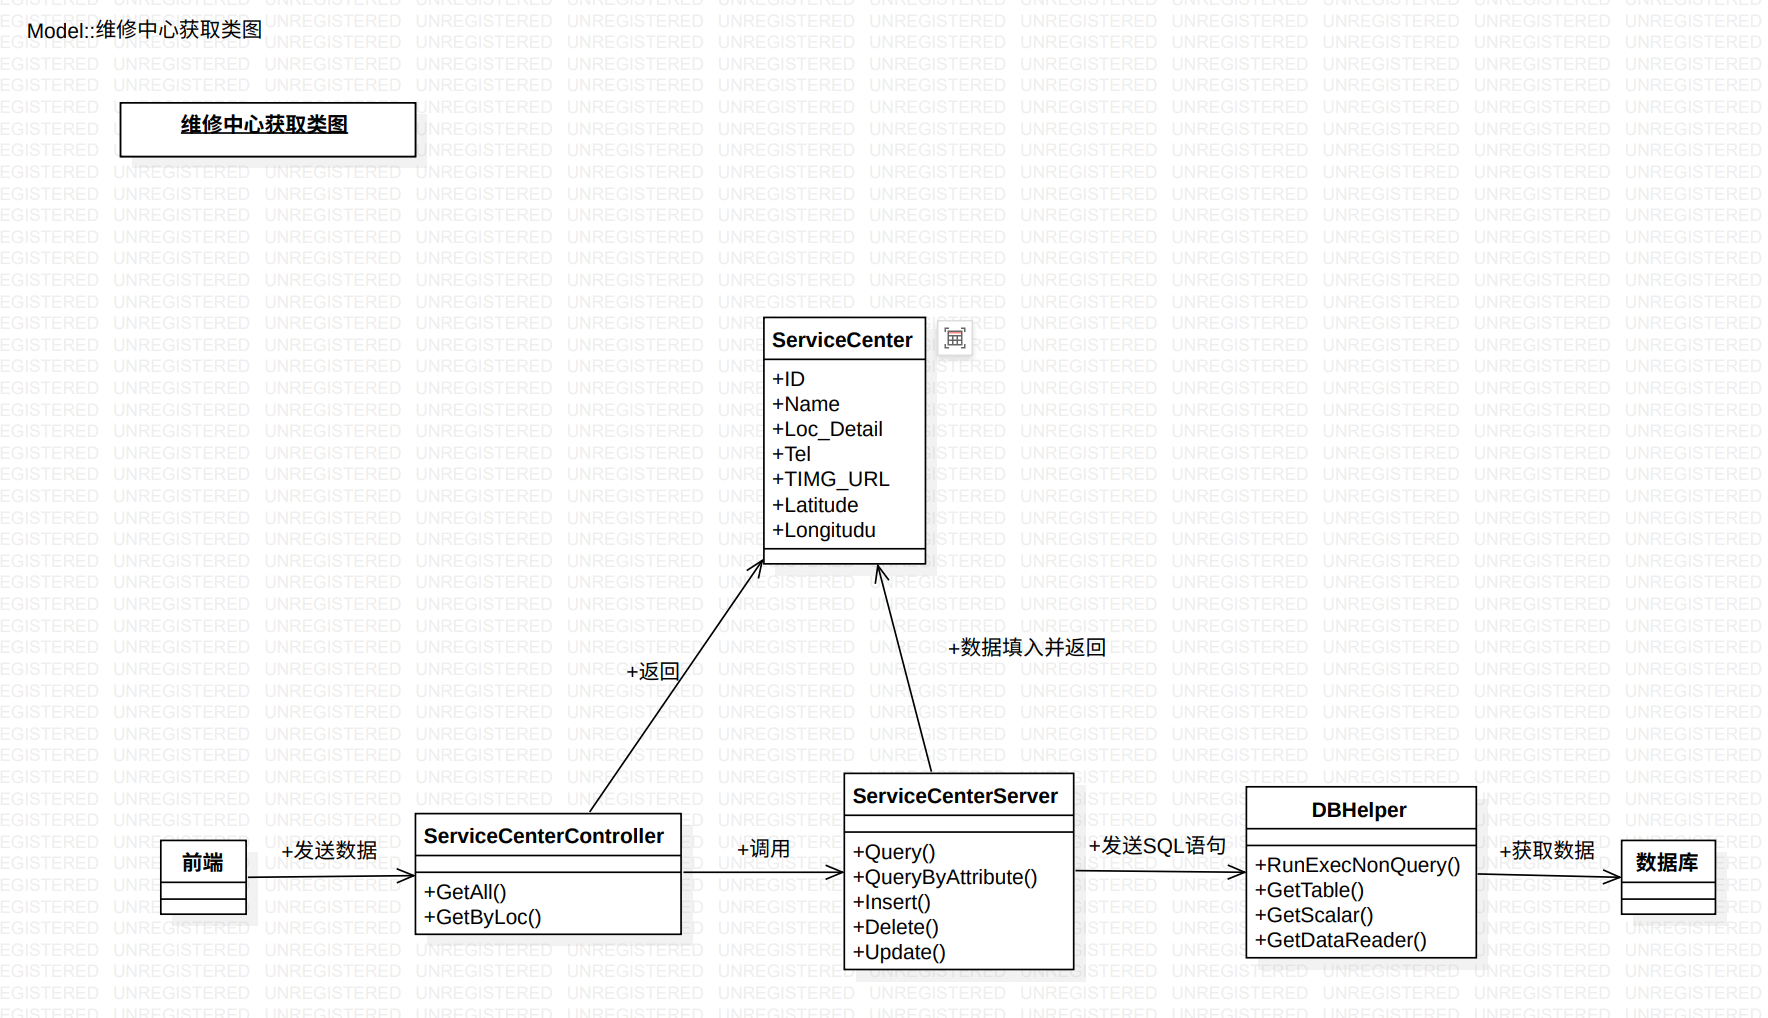 Model::维修中心获取类图
维修中心获取类图
ServiceCenter
+ID
+Name
+Loc_Detail
+Tel
+TIMG_URL
+Latitude
+Longitudu
+返回
+数据填入并返回
前端
+发送数据
ServiceCenterController
+GetAll()
+GetByLoc()
+调用
ServiceCenterServer
+Query()
+QueryByAttribute()
+Insert()
+Delete()
+Update()
+发送SQL语句
DBHelper
+RunExecNonQuery()
+GetTable()
+GetScalar()
+GetDataReader()
+获取数据
数据库
UNREGISTERED